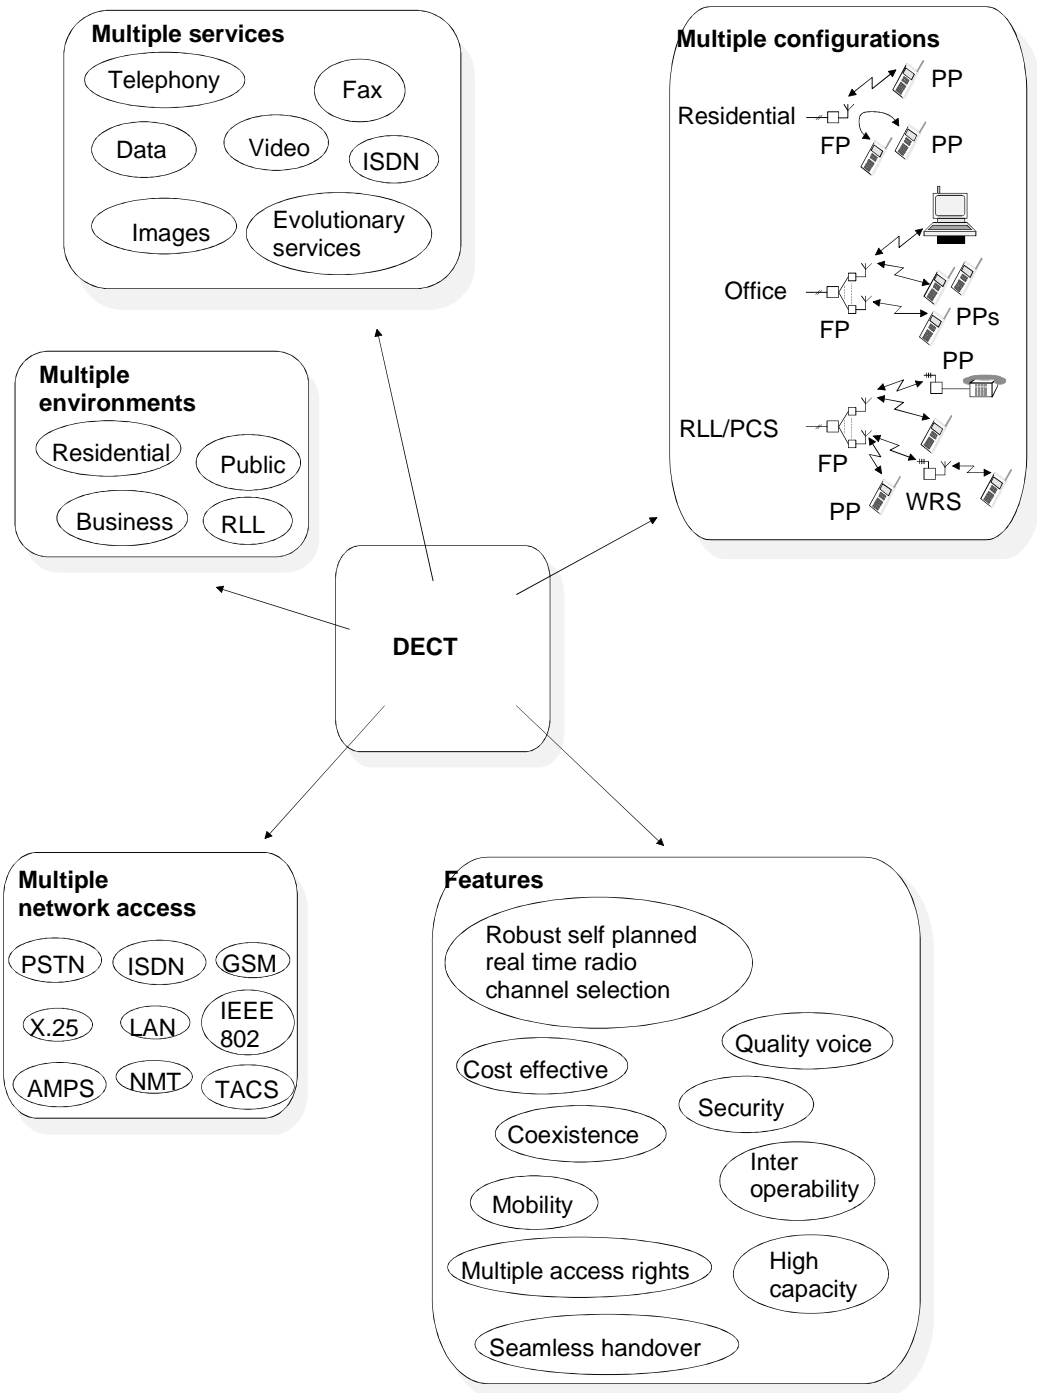 Multiple services
Telephony
Fax
Data
Video
ISDN
Images
Evolutionary
services
Multiple configurations
PP
Residential
FP
PP
Office
FP
PPs
PP
RLL/PCS
FP
PP
WRS
Multiple
environments
Residential
Public
Business
RLL
DECT
Multiple
network access
PSTN
ISDN
GSM
X.25
LAN
IEEE
802
AMPS
NMT
TACS
Features
Robust self planned
real time radio
channel selection
Quality voice
Cost effective
Security
Coexistence
Inter
operability
Mobility
High
capacity
Multiple access rights
Seamless handover